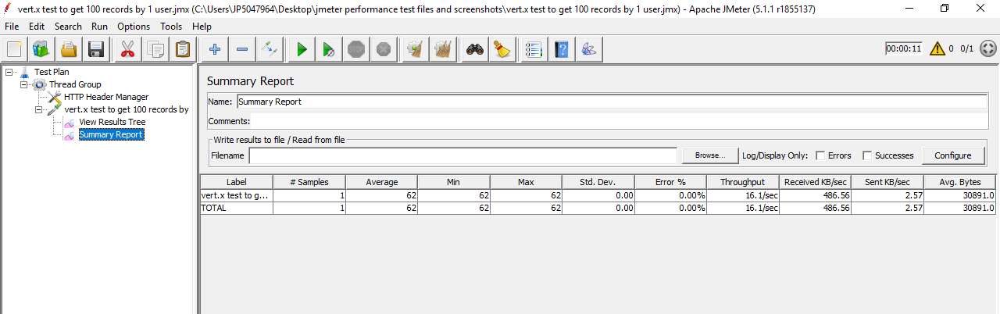 vert.x test to get 100 records by 1 user.jmx (C:\Users\JP5047964\Desktop\jmeter performance test files and screenshots\vert.x test to get 100 records by 1 user.jmx) - Apache JMeter (5.1.1 r1855137)
File Edit Search Run Options Tools Help
STOP
00:00:11 0 0/1
Test Plan
Thread Group
HTTP Header Manager
vert.x test to get 100 records by
View Results Tree
Summary Report
Summary Report
Name: Summary Report
Comments:
Write results to file / Read from file
Filename Browse... Log/Display Only: Errors Successes Configure
Label # Samples Average Min Max Std. Dev. Error % Throughput Received KB/sec Sent KB/sec Avg. Bytes
vert.x test to g... 1 62 62 62 0.00 0.00% 16.1/sec 486.56 2.57 30891.0
TOTAL 1 62 62 62 0.00 0.00% 16.1/sec 486.56 2.57 30891.0